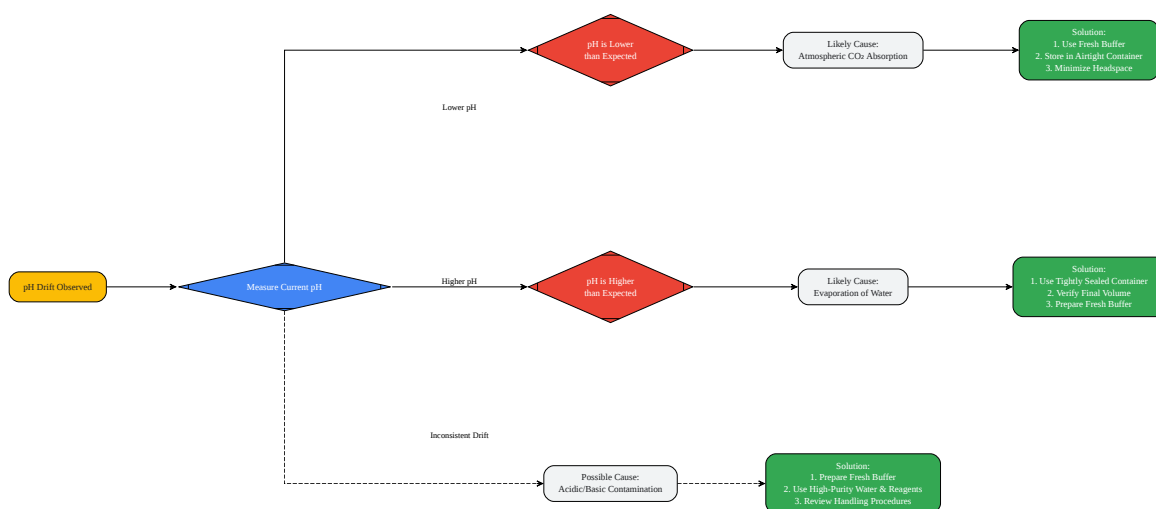 pH is Lower
than Expected
Likely Cause:
Atmospheric CO₂ Absorption
Solution:
1. Use Fresh Buffer
2. Store in Airtight Container
3. Minimize Headspace
Lower pH
pH Drift Observed
Measure Current pH
Higher pH
pH is Higher
than Expected
Likely Cause:
Evaporation of Water
Solution:
1. Use Tightly Sealed Container
2. Verify Final Volume
3. Prepare Fresh Buffer
Inconsistent Drift
Possible Cause:
Acidic/Basic Contamination
Solution:
1. Prepare Fresh Buffer
2. Use High-Purity Water & Reagents
3. Review Handling Procedures